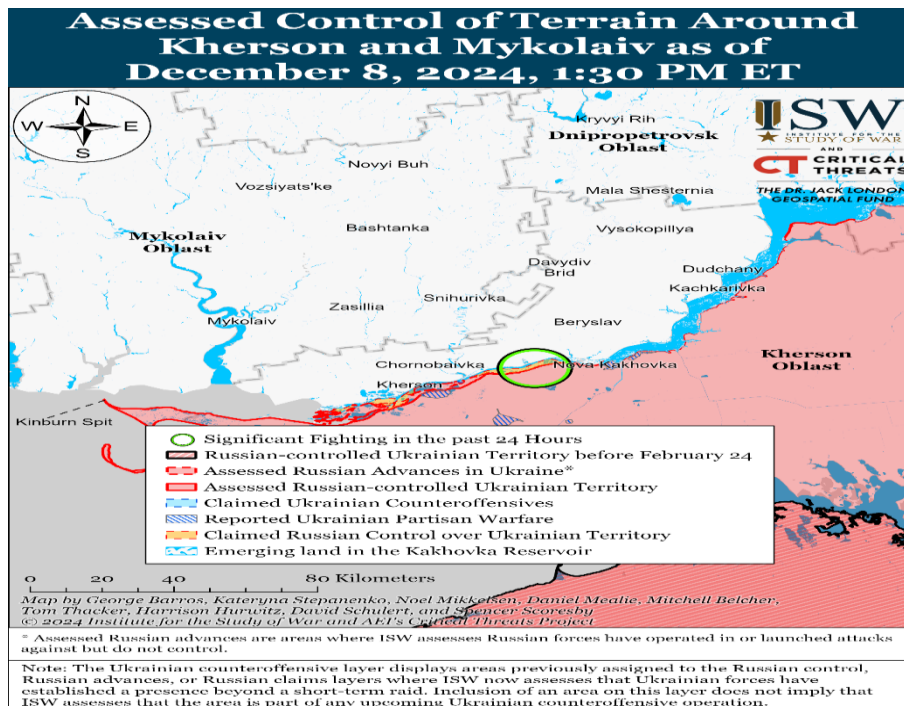 Assessed Control of Terrain Around
Kherson and Mykolaiv as of
December 8, 2024, 1:30 PM ET
N
W E
S
ISW
INSTITUTE FOR THE
STUDY OF WAR
AND
CT CRITICAL
THREATS
THE DR. JACK LONDON
GEOSPATIAL FUND
Kryvyi Rih
Dnipropetrovsk
Oblast
Novyi Buh
Vozsiyats'ke
Mala Shesternia
Mykolaiv
Oblast
Bashtanka
Vysokopillya
Davydiv
Brid
Dudchany
Kachkarivka
Snihurivka
Zasillia
Mykolaiv
Beryslav
Chornobaivka
Nova Kakhovka
Kherson
Oblast
Kherson
Kinburn Spit
Significant Fighting in the past 24 Hours
Russian-controlled Ukrainian Territory before February 24
Assessed Russian Advances in Ukraine*
Assessed Russian-controlled Ukrainian Territory
Claimed Ukrainian Counteroffensives
Reported Ukrainian Partisan Warfare
Claimed Russian Control over Ukrainian Territory
Emerging land in the Kakhovka Reservoir
0 20 40 80 Kilometers
Map by George Barros, Kateryna Stepanenko, Noel Mikkelsen, Daniel Mealie, Mitchell Belcher,
Tom Thacker, Harrison Hurwitz, David Schulert, and Spencer Scoresby
© 2024 Institute for the Study of War and AEI's Critical Threats Project
* Assessed Russian advances are areas where ISW assesses Russian forces have operated in or launched attacks
against but do not control.
Note: The Ukrainian counteroffensive layer displays areas previously assigned to the Russian control,
Russian advances, or Russian claims layers where ISW now assesses that Ukrainian forces have
established a presence beyond a short-term raid. Inclusion of an area on this layer does not imply that
ISW assesses that the area is part of any upcoming Ukrainian counteroffensive operation.